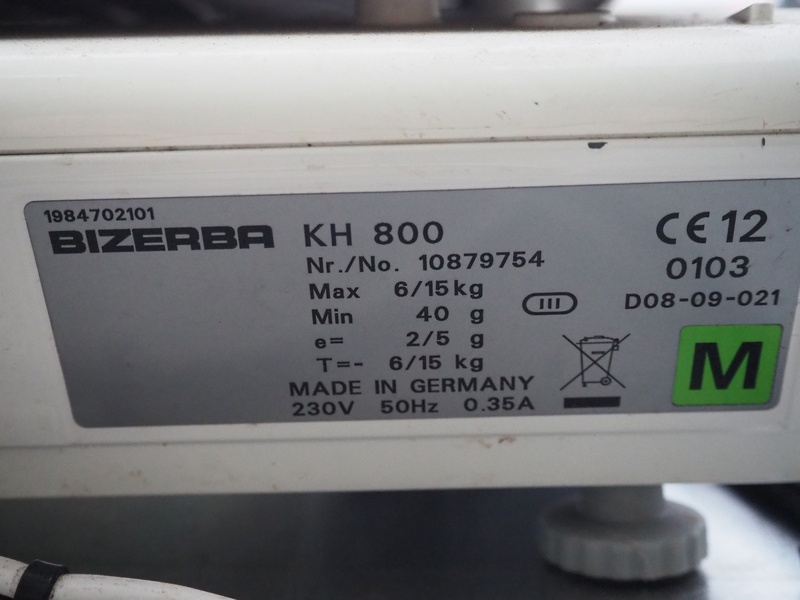 1984702101
BIZERBA KH 800
Nr./No. 10879754
Max 6/15kg
Min 40 g
e= 2/5 g
T=- 6/15 kg
MADE IN GERMANY
230V 50Hz 0.35A
III
CE 12
0103
D08-09-021
M